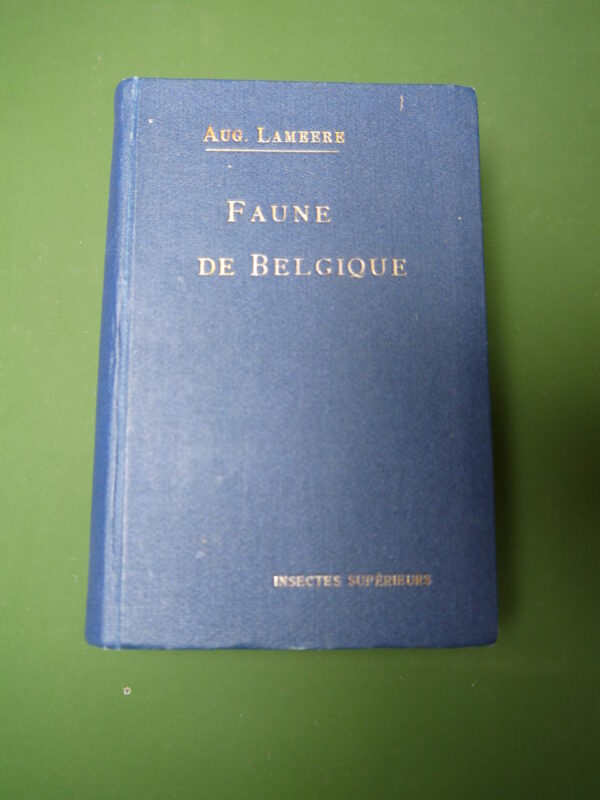 AUG. LAMEERE
FAUNE
DE BELGIQUE
INSECTES SUPÉRIEURS